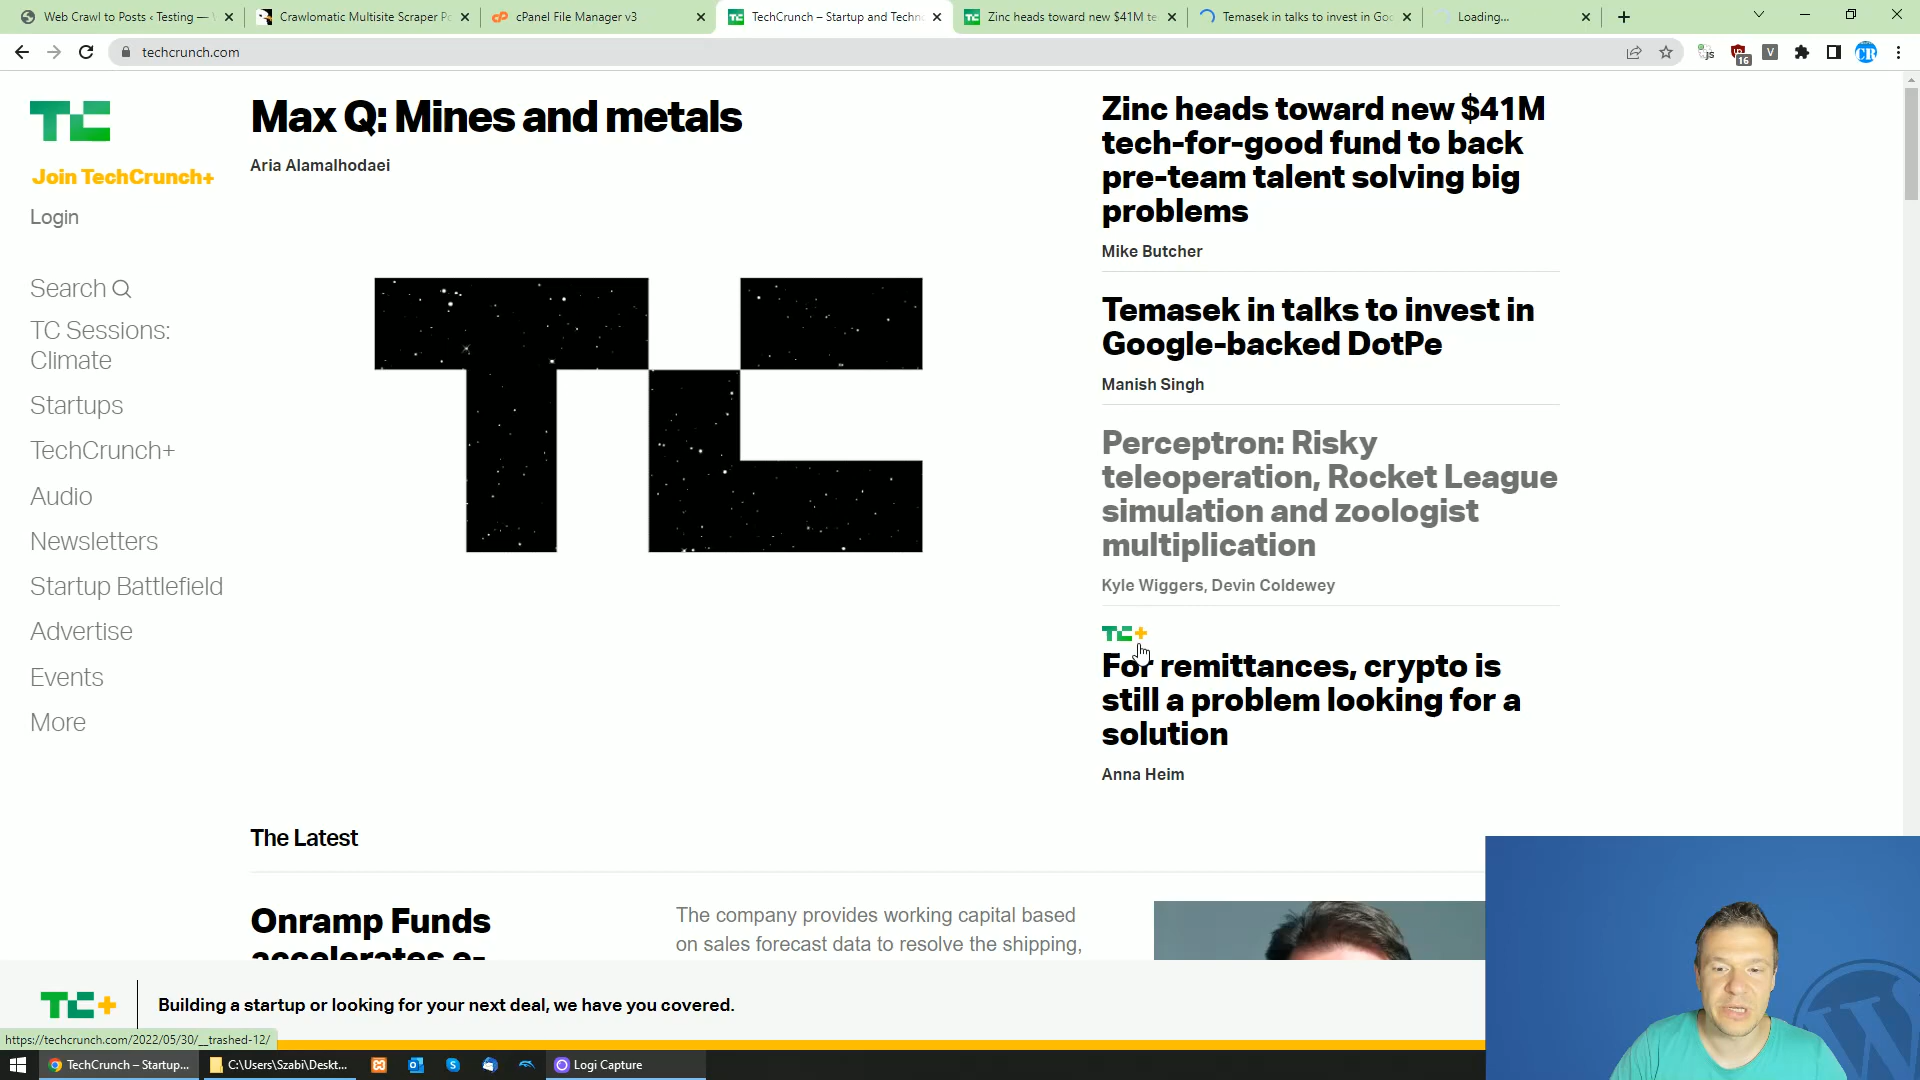 Web Crawl to Posts ‹ Testing —
Crawlomatic Multisite Scraper Po
cPanel File Manager v3
TechCrunch – Startup and Techno
Zinc heads toward new $41M te
Temasek in talks to invest in Goo
Loading...
techcrunch.com
16
V
CR
TC
Join TechCrunch+
Login
Search
TC Sessions:
Climate
Startups
TechCrunch+
Audio
Newsletters
Startup Battlefield
Advertise
Events
More
Max Q: Mines and metals
Aria Alamalhodaei
TC
Zinc heads toward new $41M
tech-for-good fund to back
pre-team talent solving big
problems
Mike Butcher
Temasek in talks to invest in
Google-backed DotPe
Manish Singh
Perceptron: Risky
teleoperation, Rocket League
simulation and zoologist
multiplication
Kyle Wiggers, Devin Coldewey
TC+
For remittances, crypto is
still a problem looking for a
solution
Anna Heim
The Latest
Onramp Funds
accelerates e-
The company provides working capital based
on sales forecast data to resolve the shipping,
TC+
Building a startup or looking for your next deal, we have you covered.
https://techcrunch.com/2022/05/30/__trashed-12/
TechCrunch – Startup...
C:\Users\Szabi\Deskt...
Logi Capture